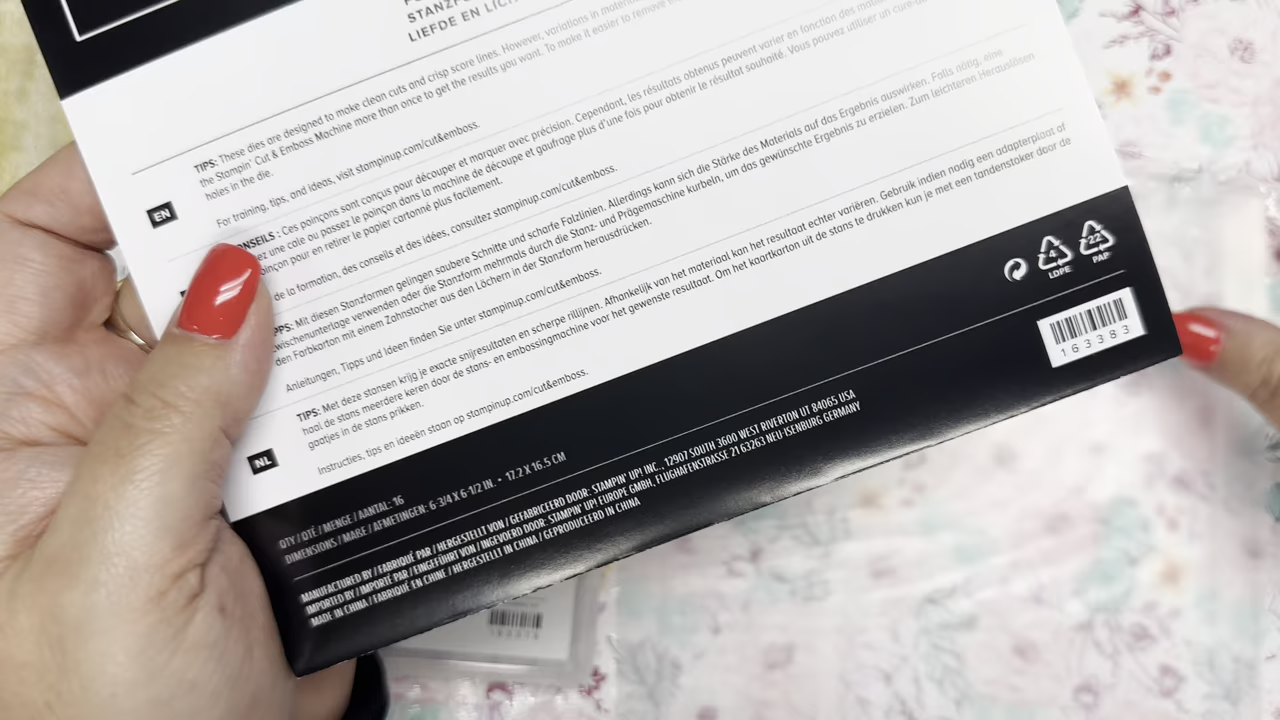 LIEFDE EN LICH
TIPS: These dies are designed to make clean cuts and crisp score lines. However, variations in materi
the Stampin' Cut & Emboss Machine more than once to get the results you want. To make it easier to remove
holes in the die.
EN
For training, tips, and ideas, visit stampinup.com/cut&emboss.
ONSEILS : Ces poinçons sont conçus pour découper et marquer avec précision. Cependant, les résultats obtenus peuvent varier en fonction des
ez une cale ou passez le poinçon dans la machine de découpe et gaufrage plus d'une fois pour obtenir le résultat souhaité. Vous pouvez utiliser un cure-
oinçon pour en retirer le papier cartonné plus facilement.
de la formation, des conseils et des idées, consultez stampinup.com/cut&emboss.
PPS: Mit diesen Stanzformen gelingen saubere Schnitte und scharfe Falzlinien. Allerdings kann sich die Stärke des Materials auf das Ergebnis auswirken. Falls nötig, eine
wischenunterlage verwenden oder die Stanzform mehrmals durch die Stanz- und Prägemaschine kurbeln, um das gewünschte Ergebnis zu erzielen. Zum leichteren Herauslösen
den Farbkarton mit einem Zahnstocher aus den Löchern in der Stanzform herausdrücken.
Anleitungen, Tipps und Ideen finden Sie unter stampinup.com/cut&emboss.
TIPS: Met deze stansen krijg je exacte snijresultaten en scherpe rillijnen. Afhankelijk van het materiaal kan het resultaat echter variëren. Gebruik indien nodig een adapterplaat of
haal de stans meerdere keren door de stans- en embossingmachine voor het gewenste resultaat. Om het kaartkarton uit de stans te drukken kun je met een tandenstoker door de
gaatjes in de stans prikken.
NL
Instructies, tips en ideeën staan op stampinup.com/cut&emboss.
4
LDPE
22
PAP
163383
QTY / QTÉ / MENGE / AANTAL: 16
DIMENSIONS / MAßE / AFMETINGEN: 6-3/4 X 6-1/2 IN. • 17.2 X 16.5 CM
MANUFACTURED BY / FABRIQUÉ PAR / HERGESTELLT VON / GEFABRICEERD DOOR: STAMPIN' UP! INC., 12907 SOUTH 3600 WEST RIVERTON UT 84065 USA
IMPORTED BY / IMPORTÉ PAR / EINGEFÜHRT VON / INGEVOERD DOOR: STAMPIN' UP! EUROPE GMBH, FLUGHAFENSTRASSE 21 63263 NEU-ISENBURG GERMANY
MADE IN CHINA / FABRIQUÉ EN CHINE / HERGESTELLT IN CHINA / GEPRODUCEERD IN CHINA